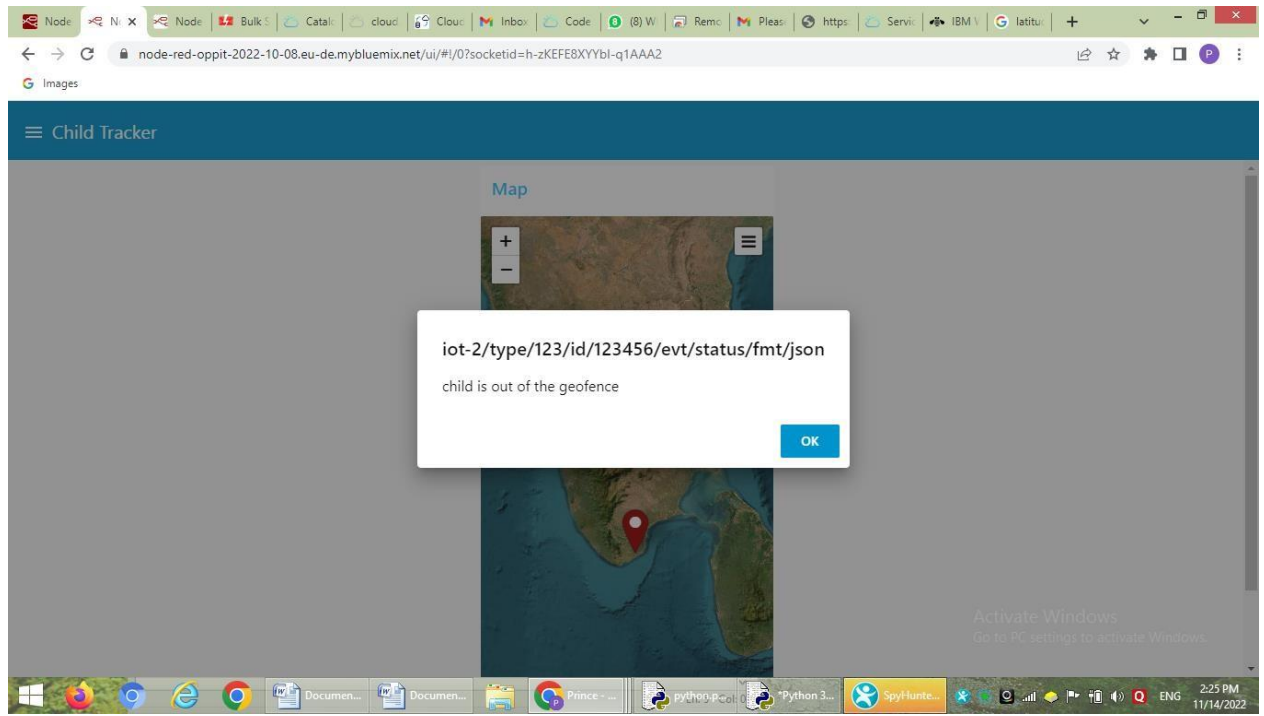 Node
No
Node
Bulk S
Catalo
cloud
Cloud
Inbox
Code
(8) W
Remo
Pleas
https:
Servic
IBM W
latitud
node-red-oppit-2022-10-08.eu-de.mybluemix.net/ui/#!/0?socketid=h-zKEFE8XYYbI-q1AAA2
P
G Images
Child Tracker
Map
+
−
iot-2/type/123/id/123456/evt/status/fmt/json
child is out of the geofence
OK
Activate Windows
Go to PC settings to activate Windows.
Documen...
Documen...
Prince - ...
python.p...
*Python 3...
SpyHunte...
ENG
2:25 PM
11/14/2022